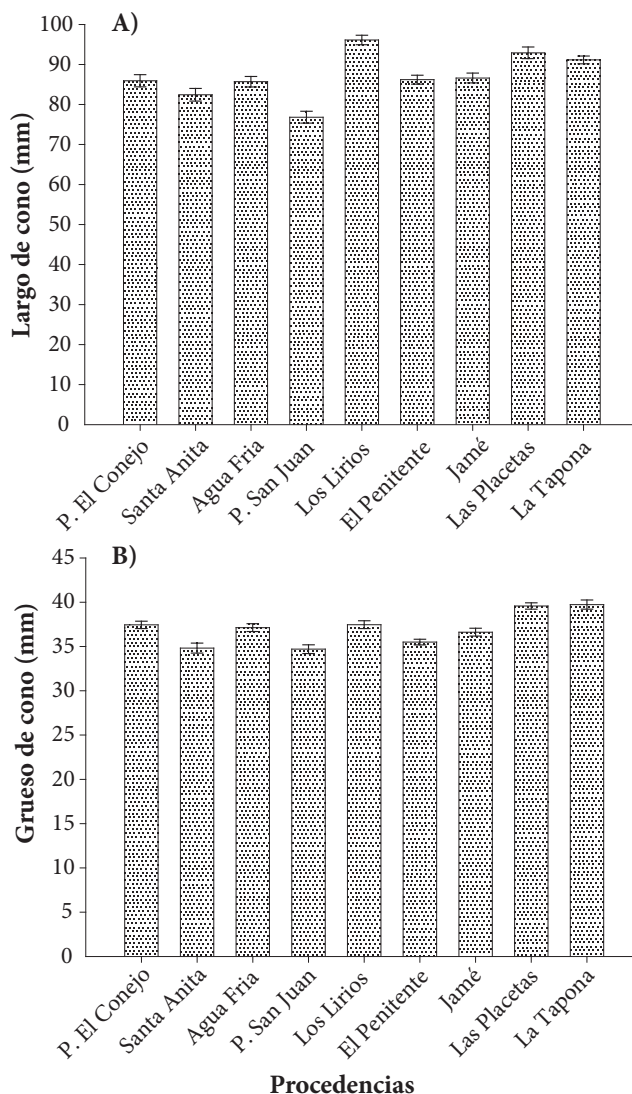 A)
Largo de cono (mm)
100
90
80
70
60
50
40
30
20
10
0
P. El Conejo
Santa Anita
Agua Fria
P. San Juan
Los Lirios
El Penitente
Jamé
Las Placetas
La Tapona
B)
Grueso de cono (mm)
45
40
35
30
25
20
15
10
5
0
P. El Conejo
Santa Anita
Agua Fria
P. San Juan
Los Lirios
El Penitente
Jamé
Las Placetas
La Tapona
Procedencias